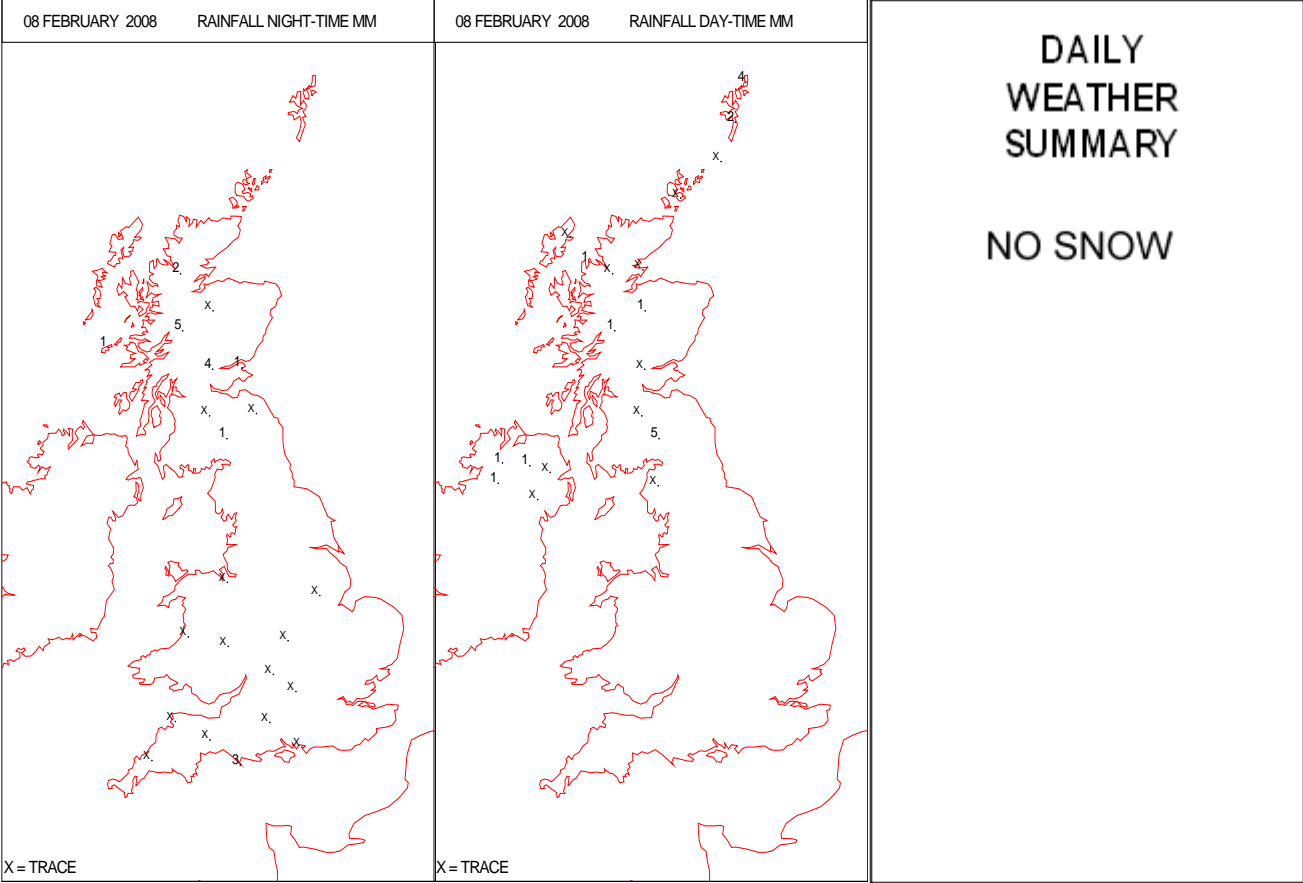 08 FEBRUARY 2008 RAINFALL NIGHT-TIME MM
2
X
5
1
4 1
X X
1
X
X
X X X
X
X
X X
X X
X 3
X = TRACE
08 FEBRUARY 2008 RAINFALL DAY-TIME MM
4
2
X
X
X
1
X X
1
1
X
X
5
1 1
X
1 X
X
X = TRACE
DAILY
WEATHER
SUMMARY
NO SNOW